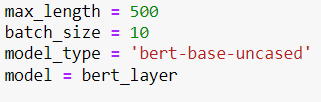 max_length = 500
batch_size = 10
model_type = 'bert-base-uncased'
model = bert_layer